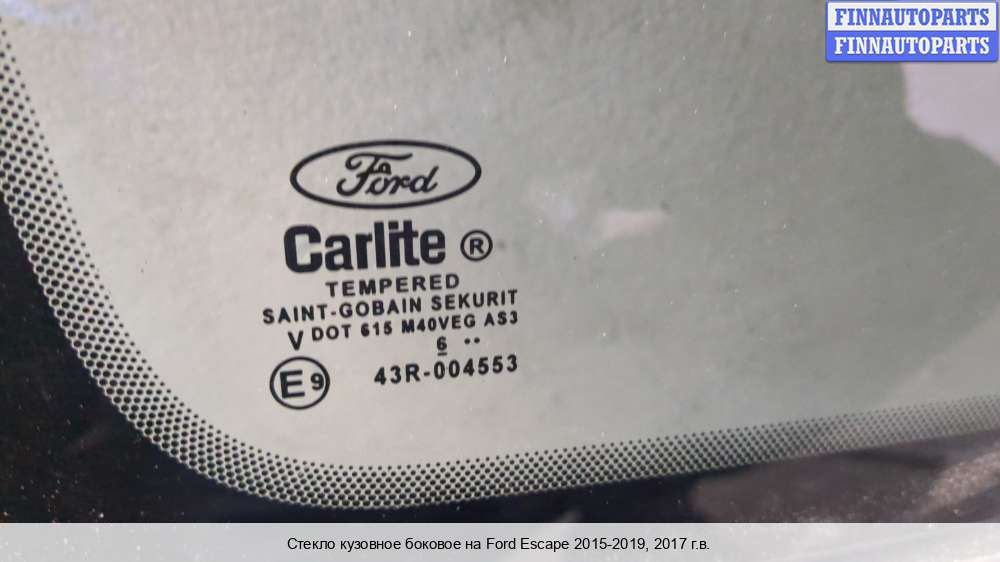 FINNAUTOPARTS
FINNAUTOPARTS
Ford
Carlite ®
TEMPERED
SAINT-GOBAIN SEKURIT
V DOT 615 M40VEG AS3
6 ••
E9 43R-004553
Стекло кузовное боковое на Ford Escape 2015-2019, 2017 г.в.